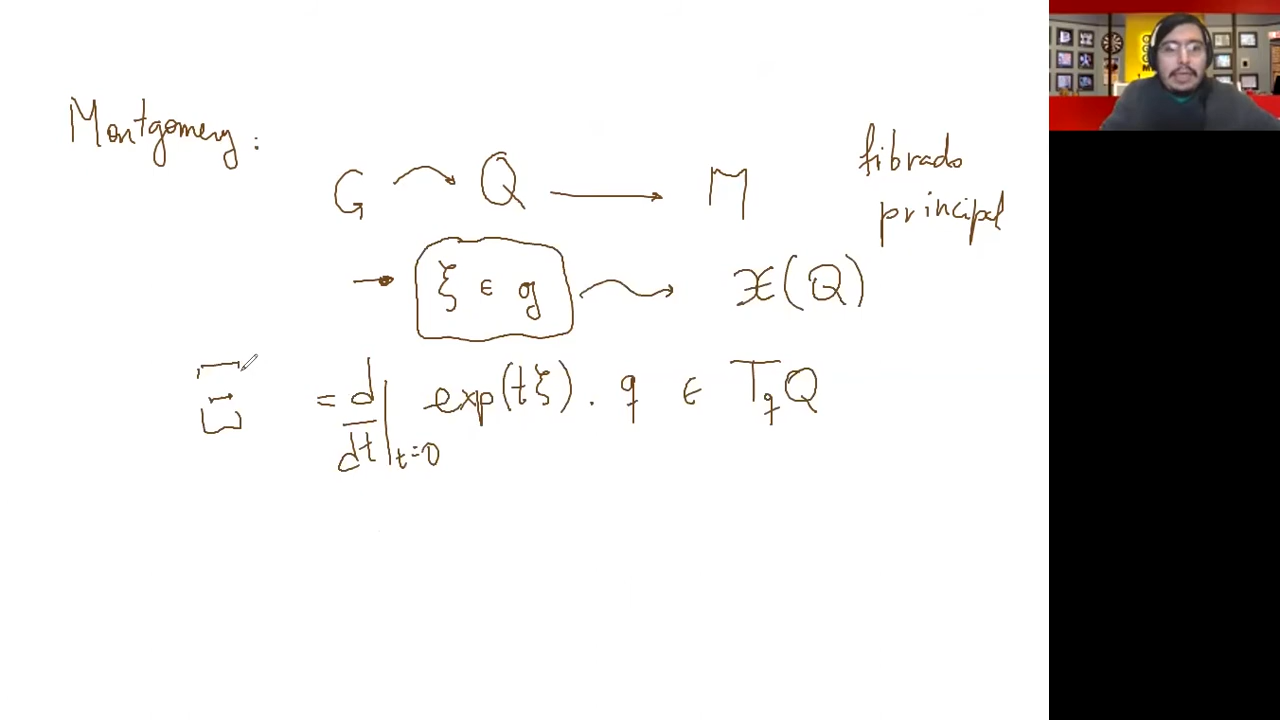 Montgomery:
G ↷ Q → M
fibrado
principal
→ ξ ∈ g ⇝ 𝔛(Q)
Ξ = d/dt|t=0 exp(tξ) . q ∈ TqQ